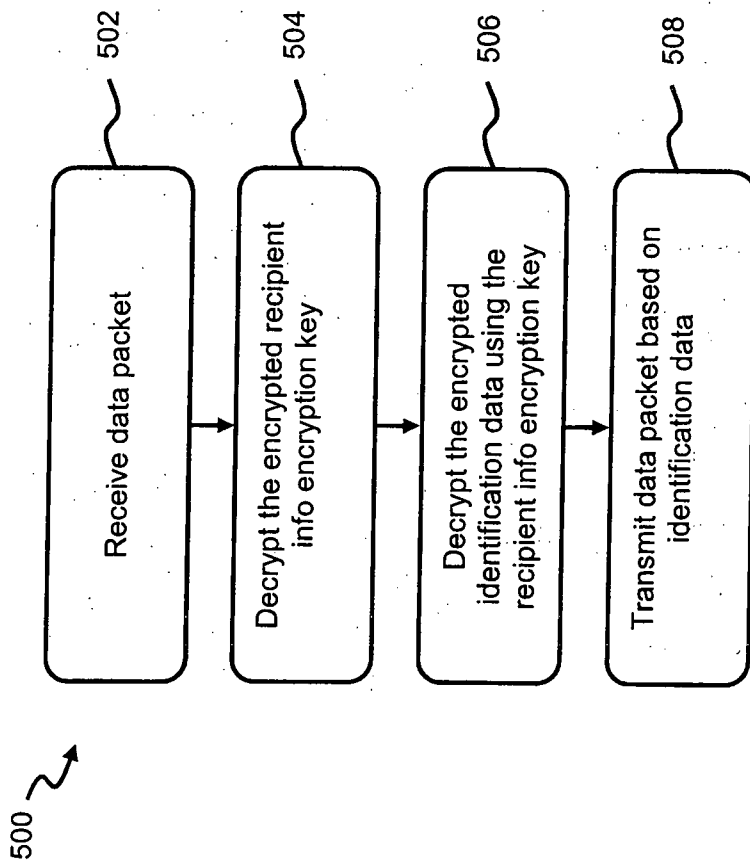 500
Receive data packet
502
Decrypt the encrypted recipient
info encryption key
504
Decrypt the encrypted
identification data using the
recipient info encryption key
506
Transmit data packet based on
identification data
508